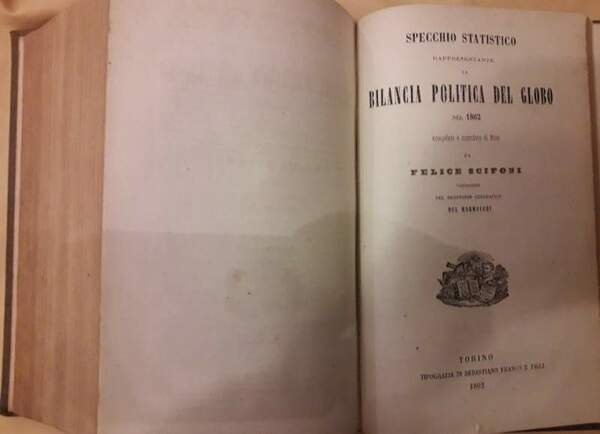 SPECCHIO STATISTICO
RAPPRESENTANTE
LA
BILANCIA POLITICA DEL GLOBO
NEL 1862
compilato e corredato di Note
DA
FELICE SCIFONI
DEL DIZIONARIO GEOGRAFICO
DEL MARMOCCHI
TORINO
TIPOGRAFIA DI SEBASTIANO FRANCO E FIGLI
1862